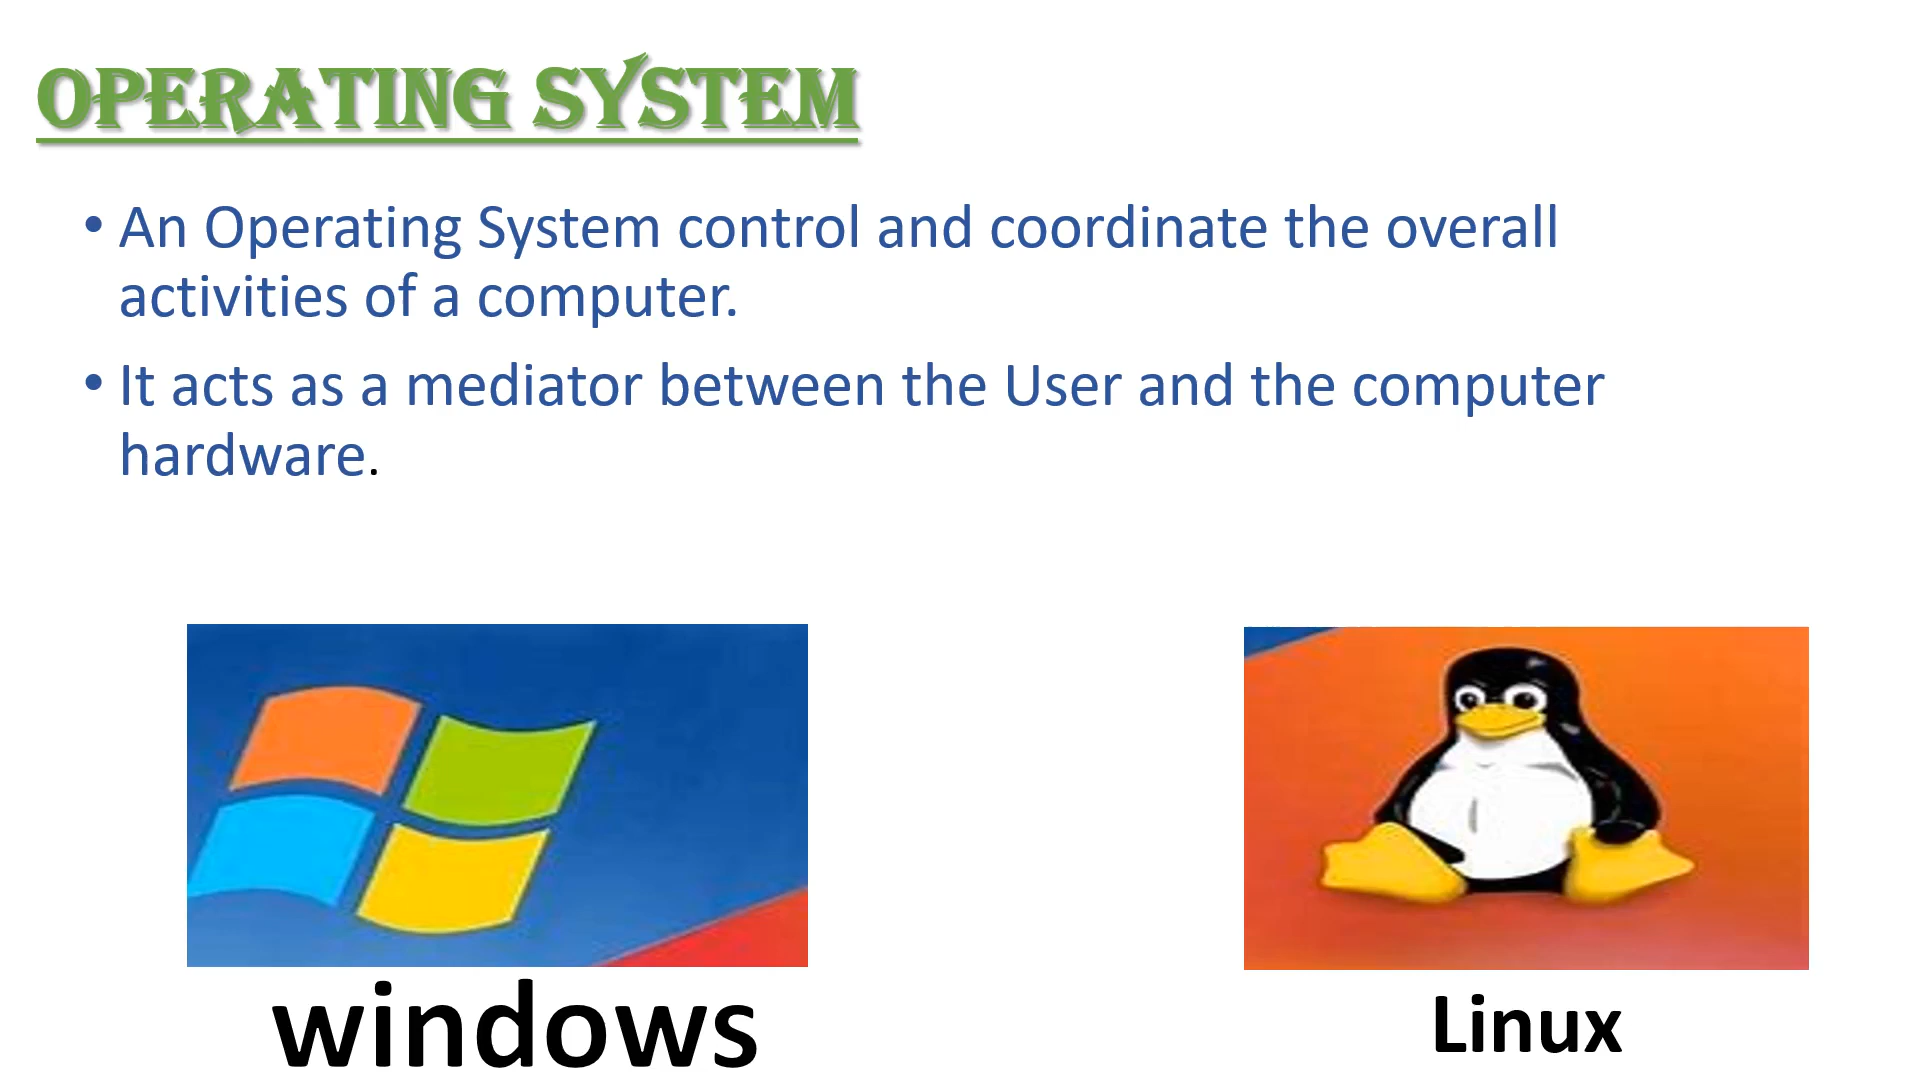 OPERATING SYSTEM
• An Operating System control and coordinate the overall
activities of a computer.
• It acts as a mediator between the User and the computer
hardware.
windows
Linux